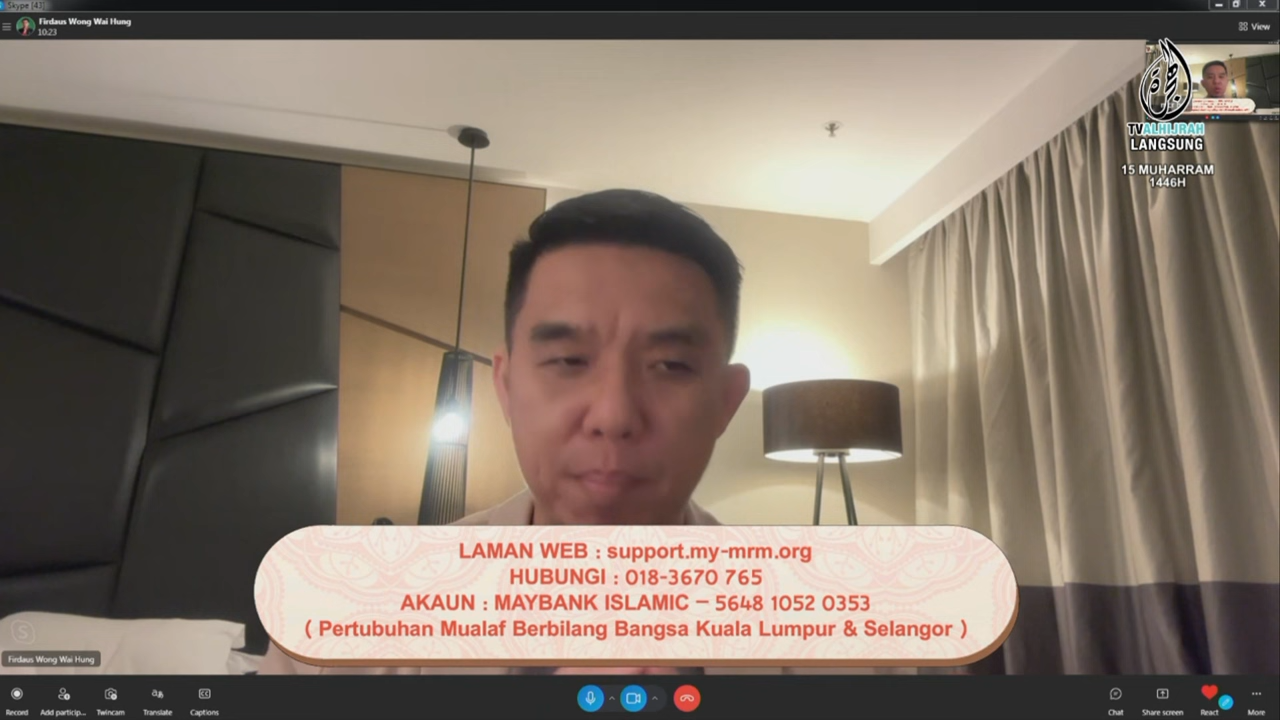 Skype [43]
Firdaus Wong Wai Hung
10:23
View
TVALHIJRAH
LANGSUNG
15 MUHARRAM
1446H
LAMAN WEB : support.my-mrm.org
HUBUNGI : 018-3670 765
AKAUN : MAYBANK ISLAMIC – 5648 1052 0353
( Pertubuhan Mualaf Berbilang Bangsa Kuala Lumpur & Selangor )
Firdaus Wong Wai Hung
Record
Add particip...
Twincam
Translate
Captions
Chat
Share screen
React
More